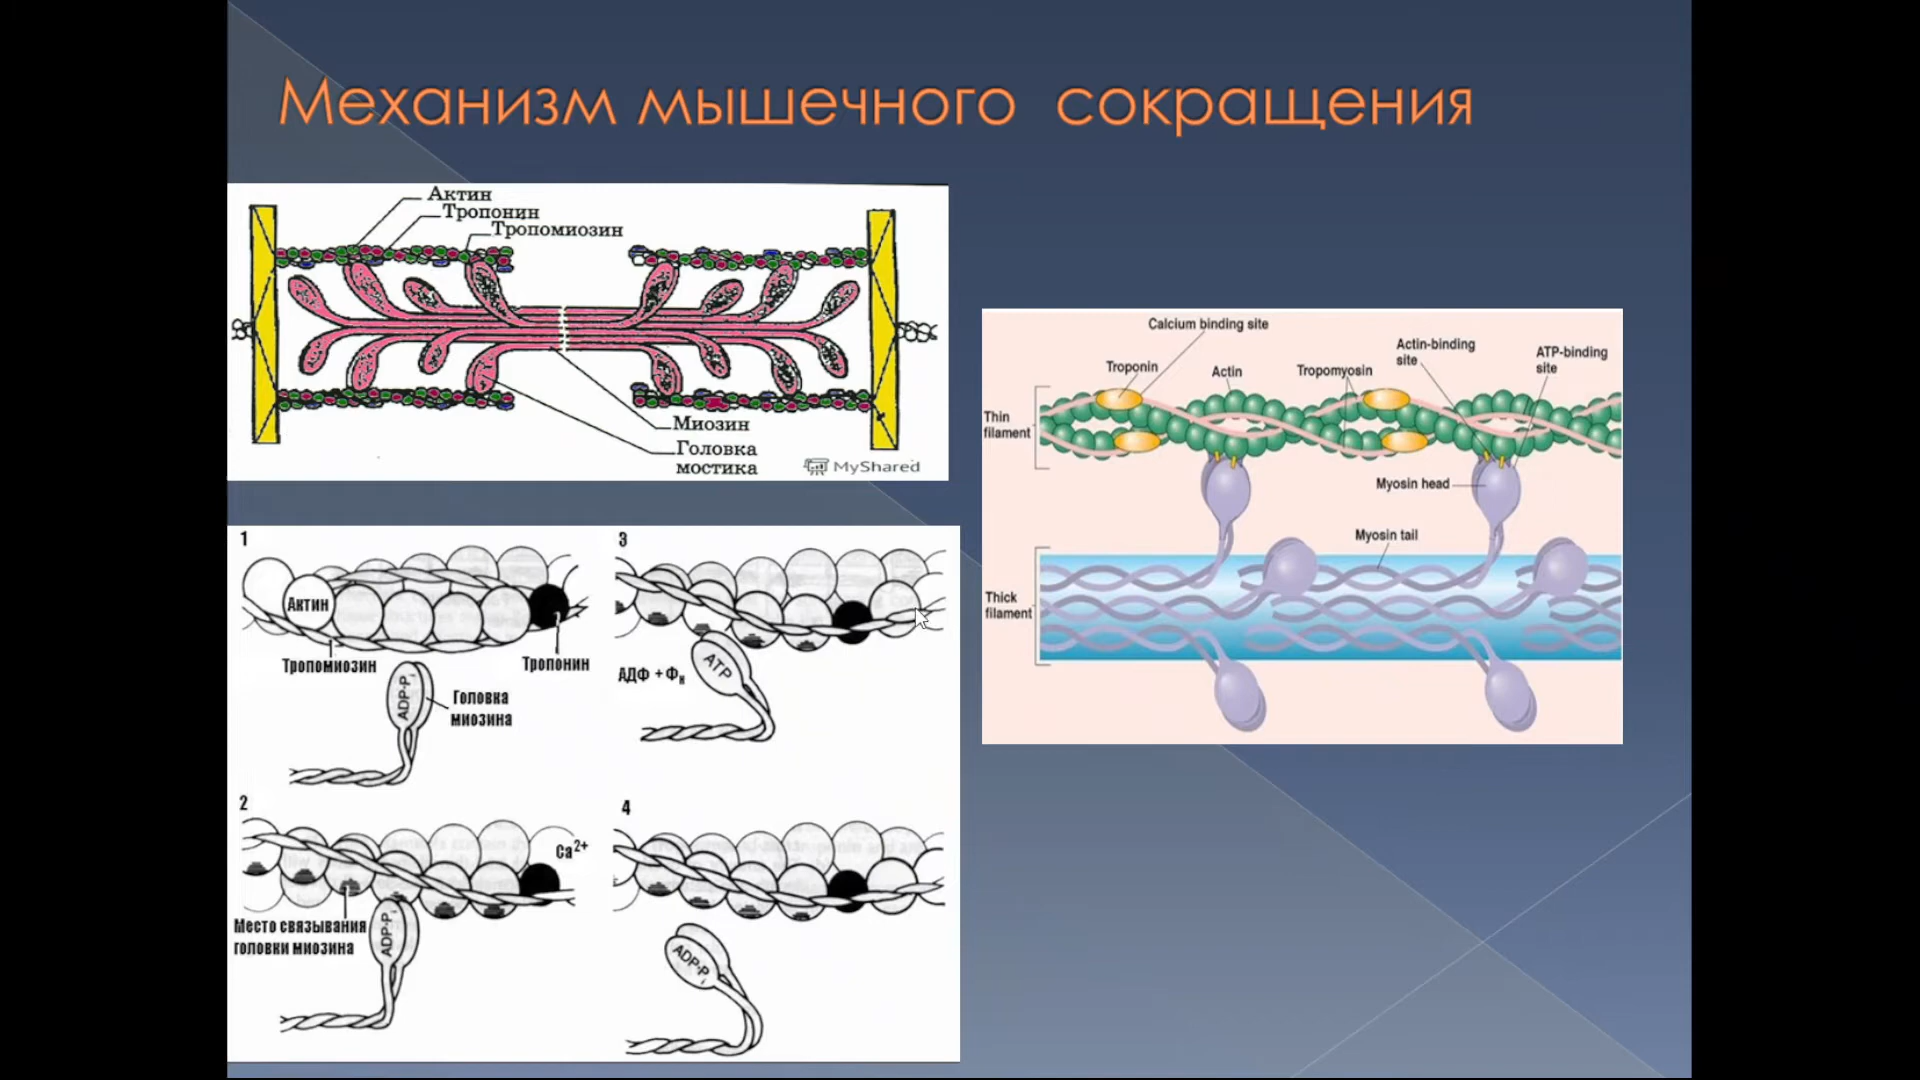 Механизм мышечного сокращения
Актин
Тропонин
Тропомиозин
Миозин
Головка
мостика
MyShared
Calcium binding site
Troponin
Actin
Tropomyosin
Actin-binding
site
ATP-binding
site
Thin
filament
Myosin head
Myosin tail
Thick
filament
1
Актин
Тропомиозин
Тропонин
ADP·Pi
Головка
миозина
2
Ca2+
Место связывания
головки миозина
ADP·Pi
3
АДФ + Фн
ATP
4
ADP·Pi